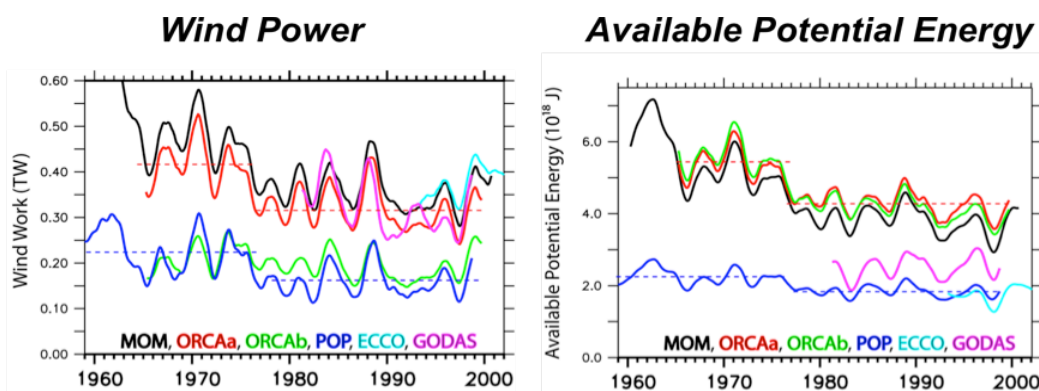 Wind Power
Wind Work (TW)
0.60
0.50
0.40
0.30
0.20
0.10
0.00
MOM, ORCAa, ORCAb, POP, ECCO, GODAS
1960 1970 1980 1990 2000
Available Potential Energy
Available Potential Energy (10¹⁸ J)
6.0
4.0
2.0
0.0
MOM, ORCAa, ORCAb, POP, ECCO, GODAS
1960 1970 1980 1990 2000